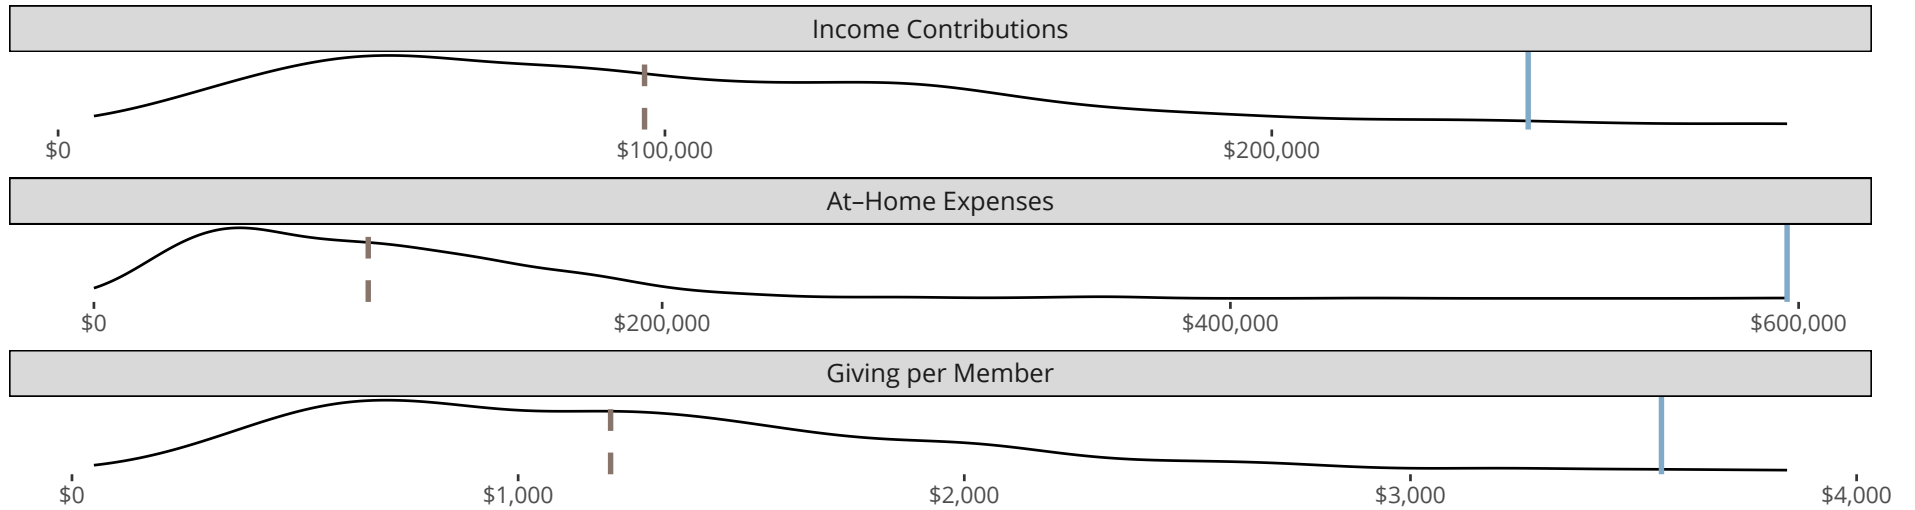 Income Contributions
$0 $100,000 $200,000
At–Home Expenses
$0 $200,000 $400,000 $600,000
Giving per Member
$0 $1,000 $2,000 $3,000 $4,000